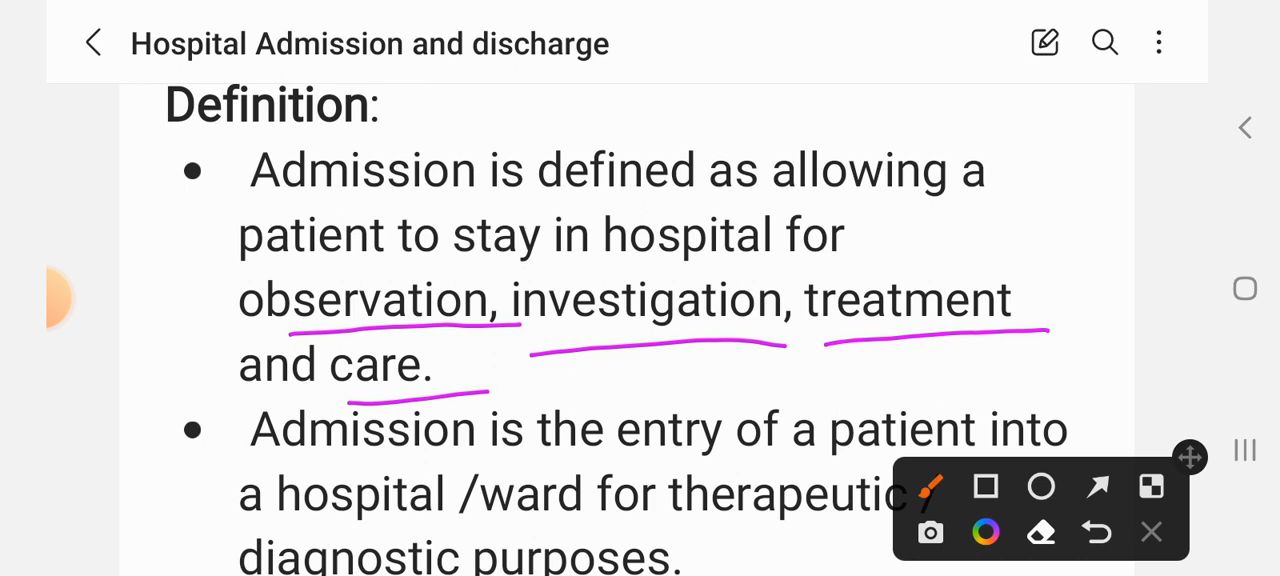 Hospital Admission and discharge
Definition:
• Admission is defined as allowing a
patient to stay in hospital for
observation, investigation, treatment
and care.
• Admission is the entry of a patient into
a hospital /ward for therapeutic /
diagnostic purposes.